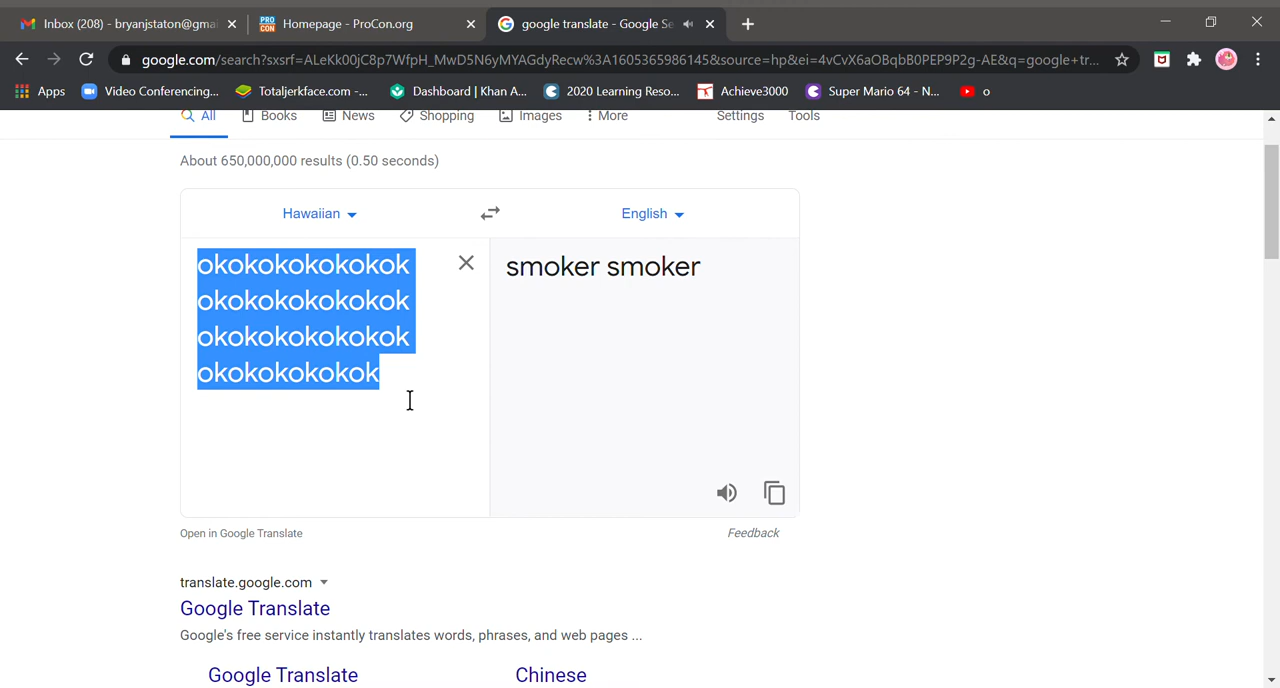 Inbox (208) - bryanjstaton@gmai
PRO CON
Homepage - ProCon.org
google translate - Google Se
google.com/search?sxsrf=ALeKk00jC8p7WfpH_MwD5N6yMYAGdyRecw%3A1605365986145&source=hp&ei=4vCvX6aOBqbB0PEP9P2g-AE&q=google+tr...
Apps
Video Conferencing...
Totaljerkface.com -...
Dashboard | Khan A...
2020 Learning Reso...
Achieve3000
Super Mario 64 - N...
o
All
Books
News
Shopping
Images
More
Settings
Tools
About 650,000,000 results (0.50 seconds)
Hawaiian
English
okokokokokokok
okokokokokokok
okokokokokokok
okokokokokok
smoker smoker
Open in Google Translate
Feedback
translate.google.com
Google Translate
Google's free service instantly translates words, phrases, and web pages ...
Google Translate
Chinese